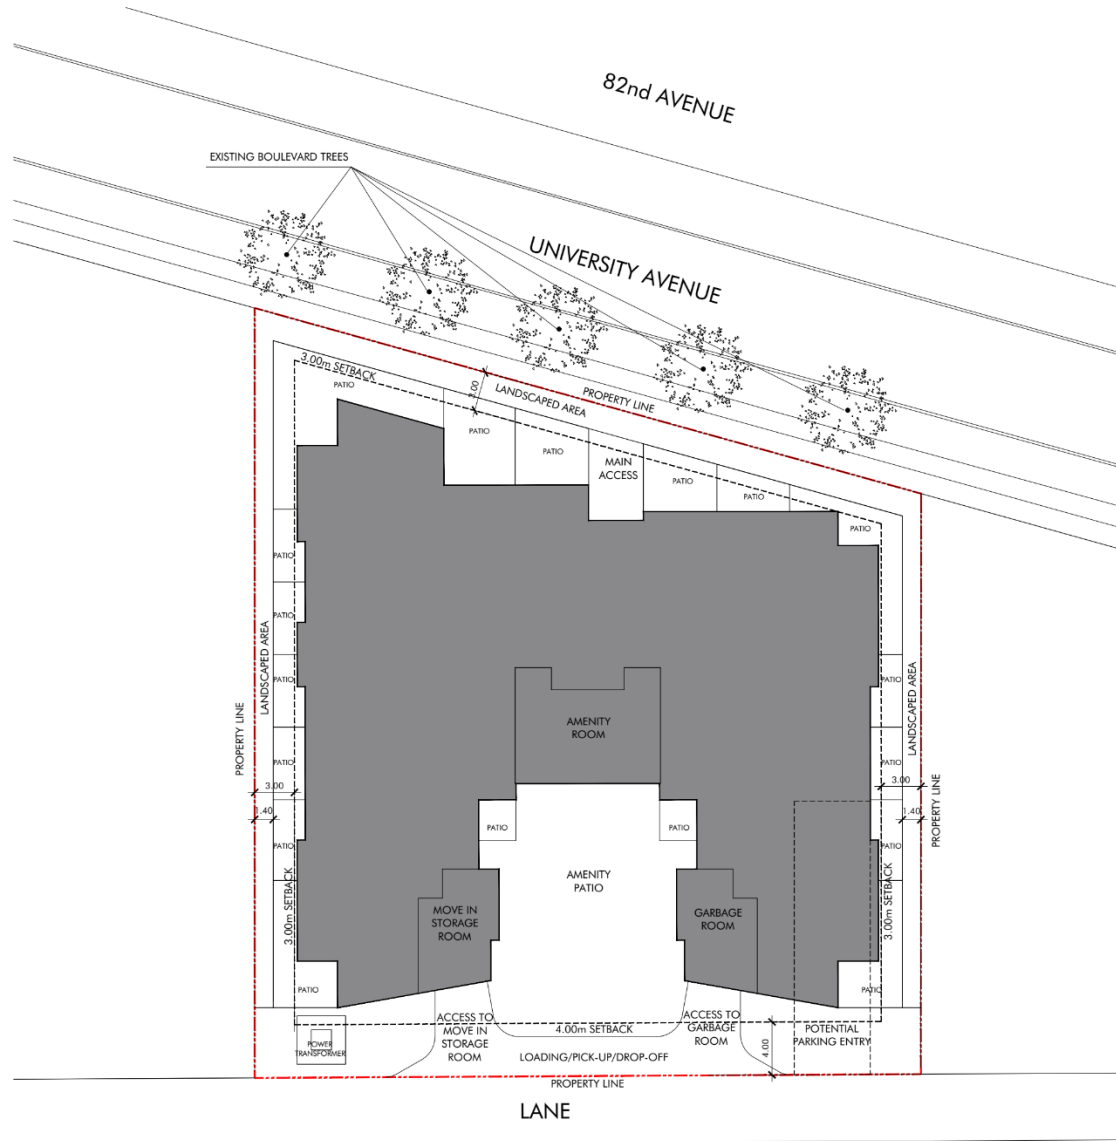 82nd AVENUE
EXISTING BOULEVARD TREES
UNIVERSITY AVENUE
3.00m SETBACK
PATIO
3.00
LANDSCAPED AREA
PROPERTY LINE
PATIO
PATIO
MAIN
ACCESS
PATIO
PATIO
PATIO
PATIO
PATIO
LANDSCAPED AREA
PATIO
PATIO
LANDSCAPED AREA
PROPERTY LINE
AMENITY
ROOM
PATIO
PATIO
3.00
3.00
PROPERTY LINE
1.40
1.40
PATIO
PATIO
PATIO
PATIO
AMENITY
PATIO
3.00m SETBACK
3.00m SETBACK
MOVE IN
STORAGE
ROOM
GARBAGE
ROOM
PATIO
PATIO
ACCESS TO
MOVE IN
STORAGE
ROOM
4.00m SETBACK
ACCESS TO
GARBAGE
ROOM
POTENTIAL
PARKING ENTRY
POWER
TRANSFORMER
LOADING/PICK-UP/DROP-OFF
4.00
PROPERTY LINE
LANE